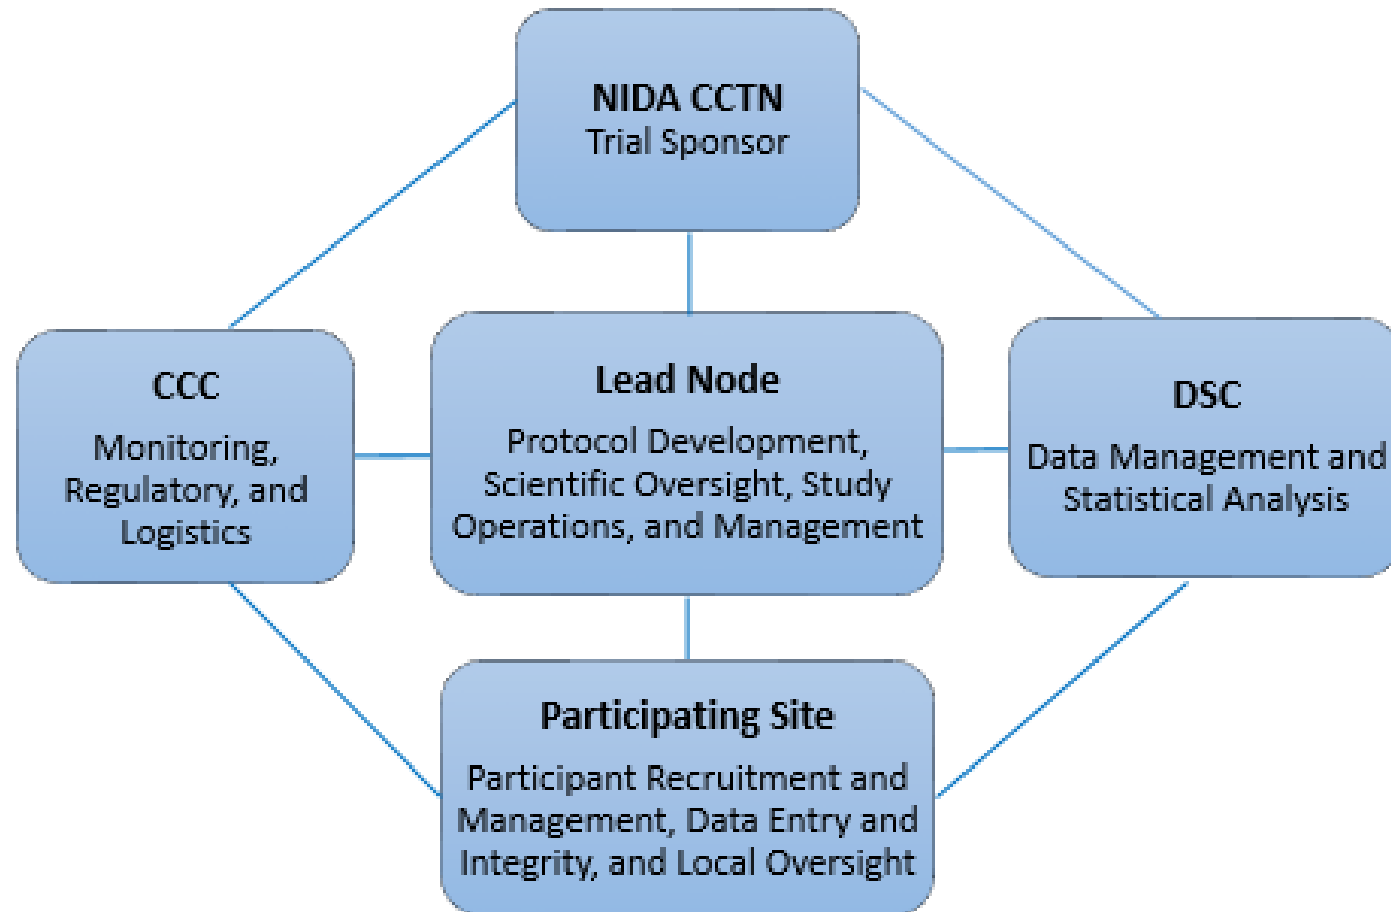 NIDA CCTN
Trial Sponsor
CCC
Monitoring,
Regulatory, and
Logistics
Lead Node
Protocol Development,
Scientific Oversight, Study
Operations, and Management
DSC
Data Management and
Statistical Analysis
Participating Site
Participant Recruitment and
Management, Data Entry and
Integrity, and Local Oversight